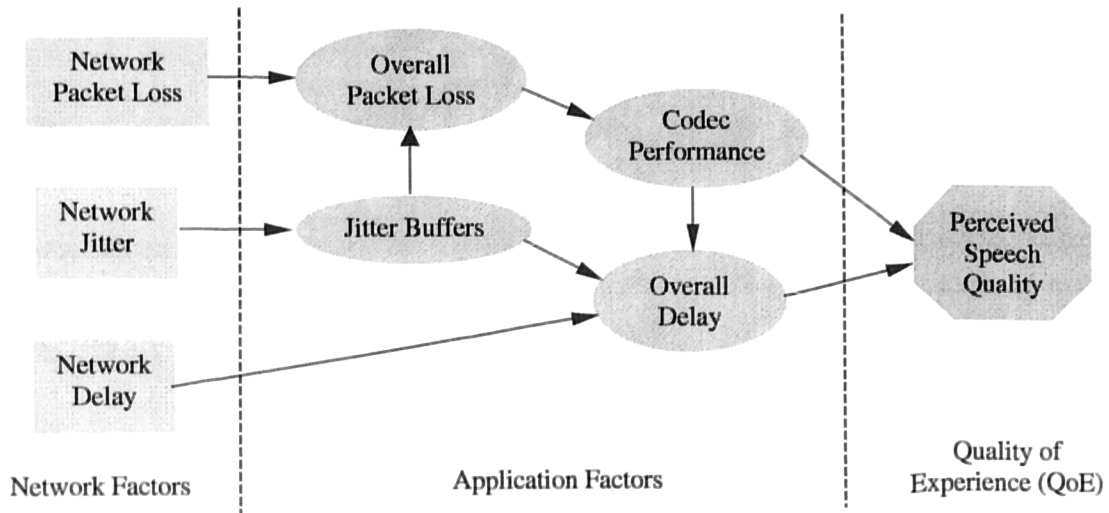 Network
Packet Loss
Overall
Packet Loss
Codec
Performance
Network
Jitter
Jitter Buffers
Perceived
Speech
Quality
Overall
Delay
Network
Delay
Network Factors
Application Factors
Quality of
Experience (QoE)